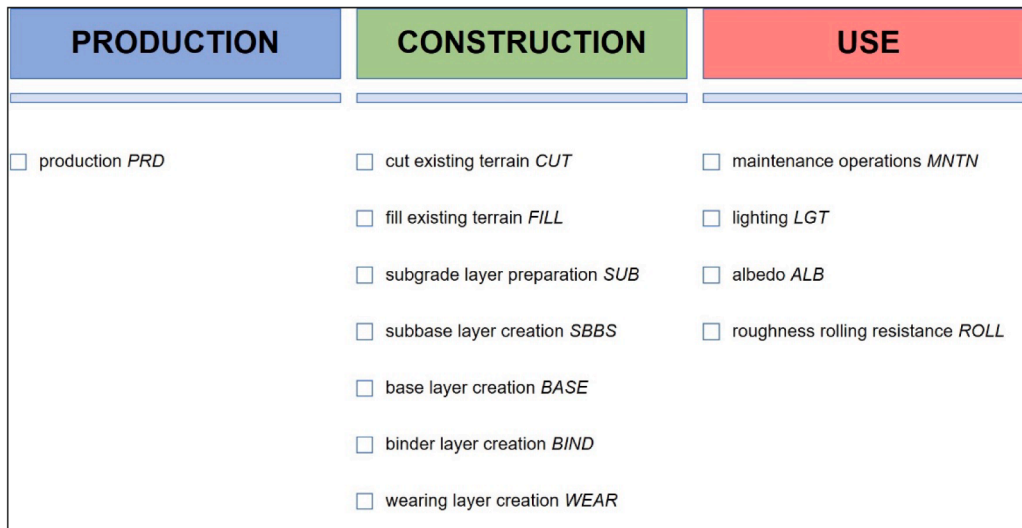 PRODUCTION
production PRD
CONSTRUCTION
cut existing terrain CUT
fill existing terrain FILL
subgrade layer preparation SUB
subbase layer creation SBBS
base layer creation BASE
binder layer creation BIND
wearing layer creation WEAR
USE
maintenance operations MNTN
lighting LGT
albedo ALB
roughness rolling resistance ROLL